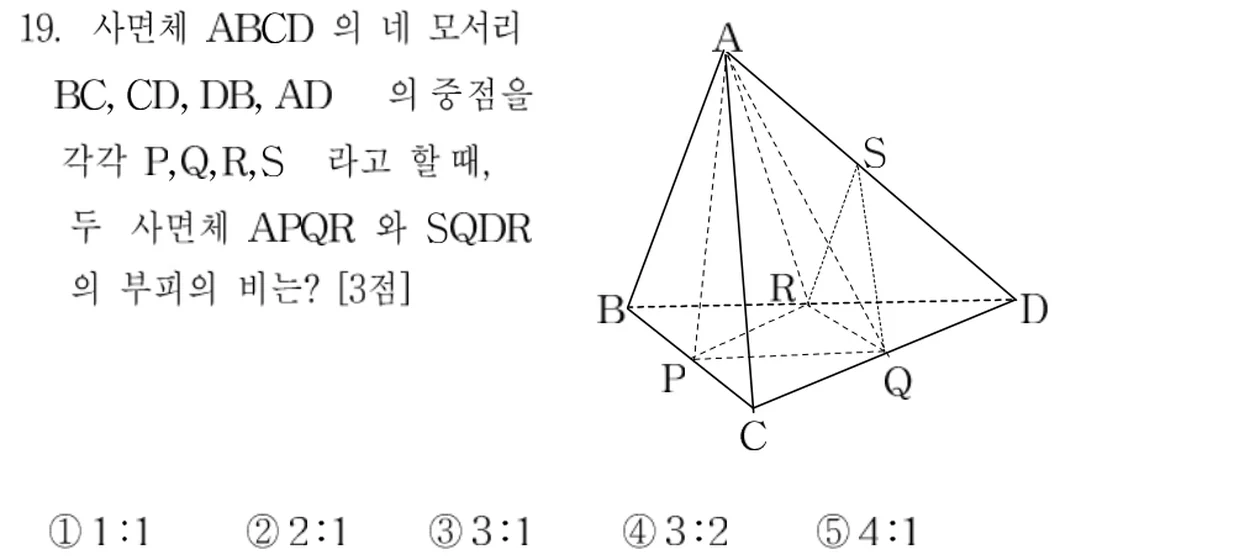 19. 사면체 ABCD 의 네 모서리
BC, CD, DB, AD 의 중점을
각각 P,Q,R,S 라고 할 때,
두 사면체 APQR 와 SQDR
의 부피의 비는? [3점]
A
S
B
R
D
P
Q
C
① 1:1 ② 2:1 ③ 3:1 ④ 3:2 ⑤ 4:1